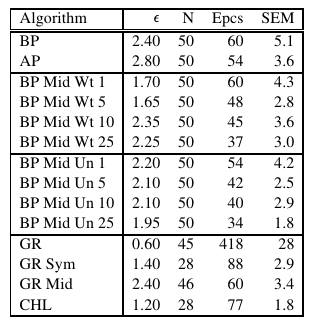 Algorithm ϵ N Epcs SEM
BP 2.40 50 60 5.1
AP 2.80 50 54 3.6
BP Mid Wt 1 1.70 50 60 4.3
BP Mid Wt 5 1.65 50 48 2.8
BP Mid Wt 10 2.35 50 45 3.6
BP Mid Wt 25 2.25 50 37 3.0
BP Mid Un 1 2.20 50 54 4.2
BP Mid Un 5 2.10 50 42 2.5
BP Mid Un 10 2.10 50 40 2.9
BP Mid Un 25 1.95 50 34 1.8
GR 0.60 45 418 28
GR Sym 1.40 28 88 2.9
GR Mid 2.40 46 60 3.4
CHL 1.20 28 77 1.8